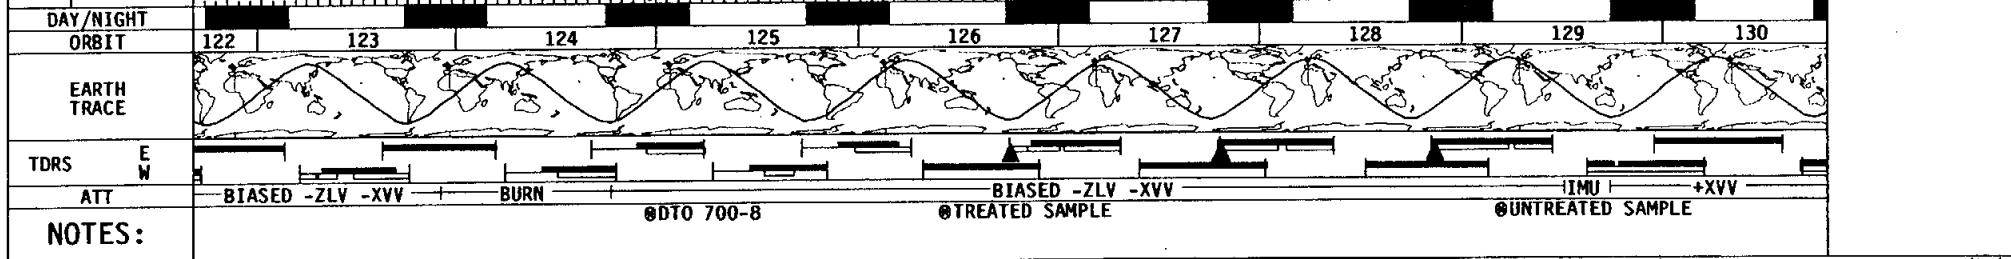 DAY/NIGHT
ORBIT 122 123 124 125 126 127 128 129 130
EARTH
TRACE
TDRS E
W
ATT BIASED -ZLV -XVV BURN BIASED -ZLV -XVV IMU +XVV
⊗DTO 700-8 ⊗TREATED SAMPLE ⊗UNTREATED SAMPLE
NOTES: